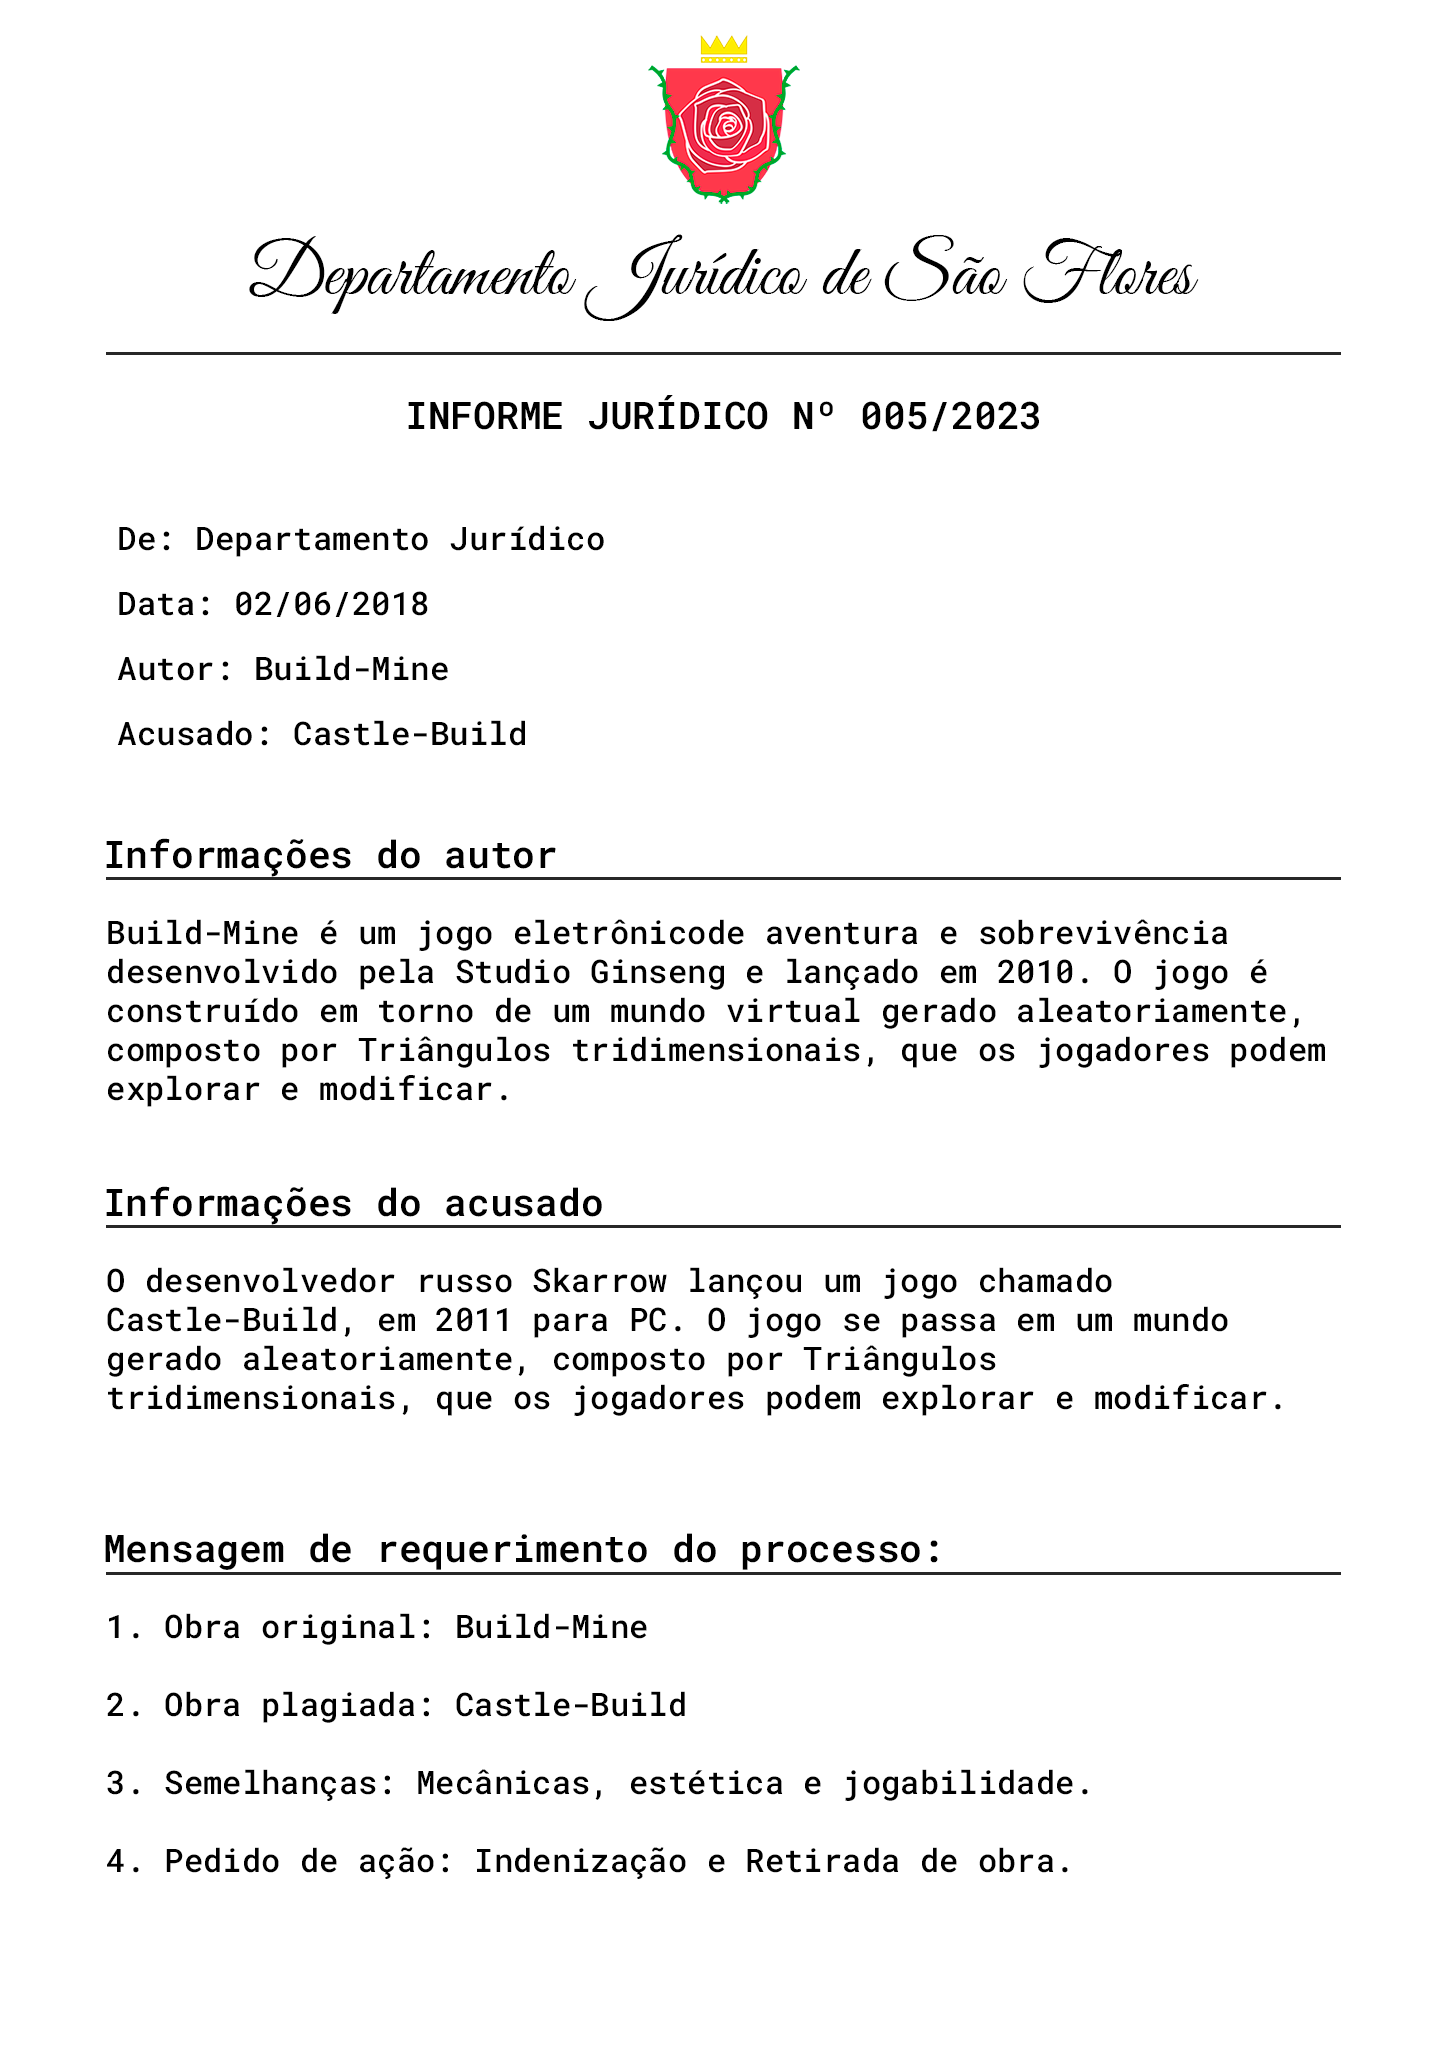 Departamento Jurídico de São Flores
INFORME JURÍDICO Nº 005/2023
De: Departamento Jurídico
Data: 02/06/2018
Autor: Build-Mine
Acusado: Castle-Build
Informações do autor
Build-Mine é um jogo eletrônicode aventura e sobrevivência
desenvolvido pela Studio Ginseng e lançado em 2010. O jogo é
construído em torno de um mundo virtual gerado aleatoriamente,
composto por Triângulos tridimensionais, que os jogadores podem
explorar e modificar.
Informações do acusado
O desenvolvedor russo Skarrow lançou um jogo chamado
Castle-Build, em 2011 para PC. O jogo se passa em um mundo
gerado aleatoriamente, composto por Triângulos
tridimensionais, que os jogadores podem explorar e modificar.
Mensagem de requerimento do processo:
1. Obra original: Build-Mine
2. Obra plagiada: Castle-Build
3. Semelhanças: Mecânicas, estética e jogabilidade.
4. Pedido de ação: Indenização e Retirada de obra.